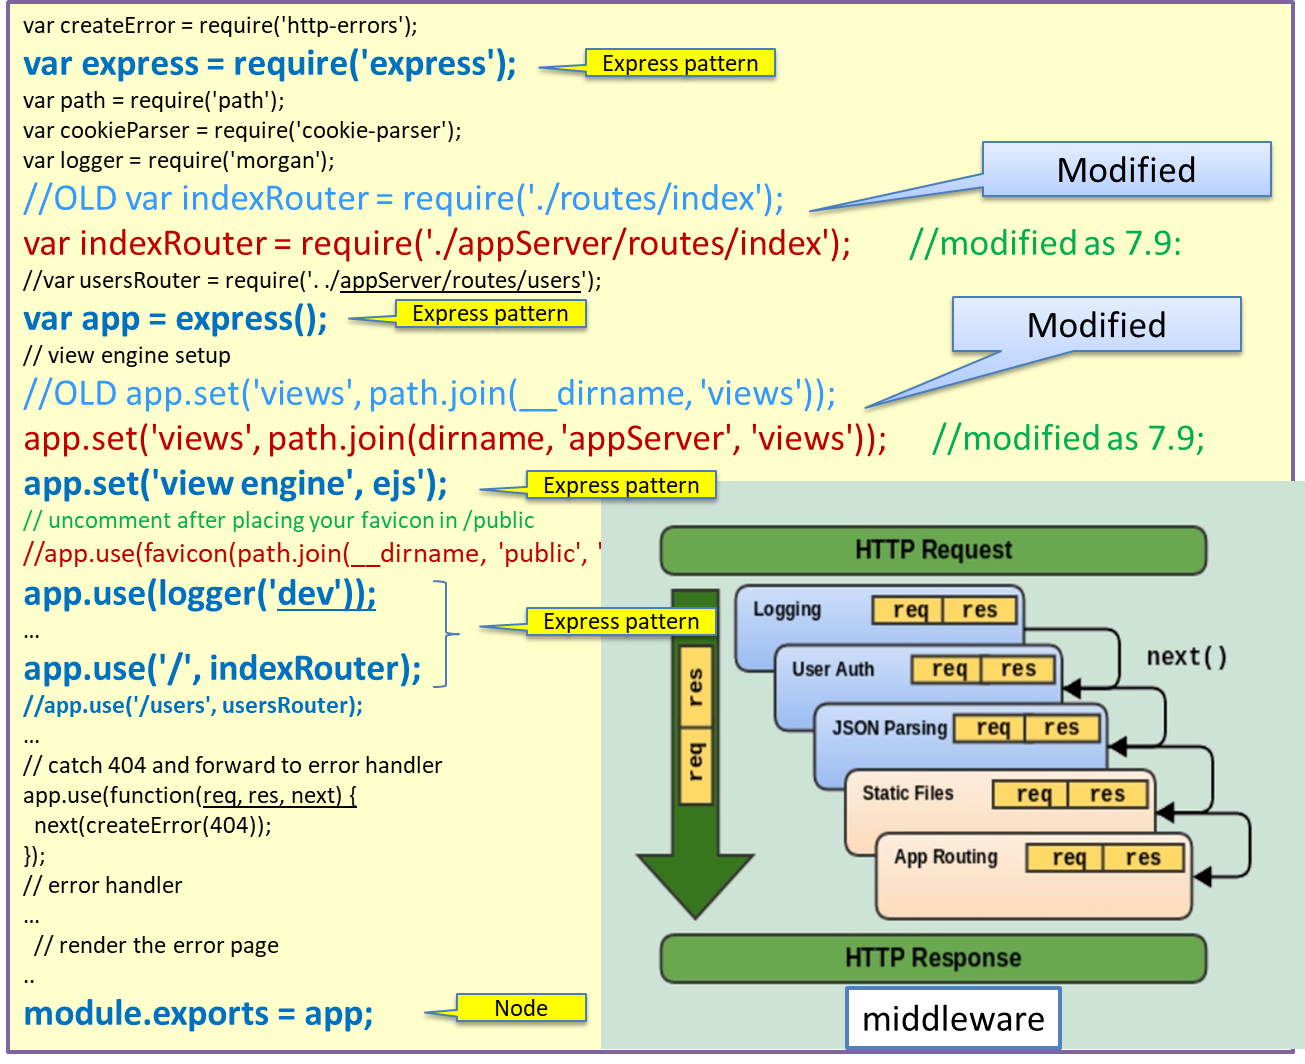 var createError = require('http-errors');
var express = require('express');
Express pattern
var path = require('path');
var cookieParser = require('cookie-parser');
var logger = require('morgan');
Modified
//OLD var indexRouter = require('./routes/index');
var indexRouter = require('./appServer/routes/index'); //modified as 7.9:
//var usersRouter = require('. ./appServer/routes/users');
var app = express();
Express pattern
Modified
// view engine setup
//OLD app.set('views', path.join(__dirname, 'views'));
app.set('views', path.join(dirname, 'appServer', 'views')); //modified as 7.9;
app.set('view engine', ejs');
Express pattern
// uncomment after placing your favicon in /public
//app.use(favicon(path.join(__dirname, 'public', '
app.use(logger('dev'));
...
Express pattern
app.use('/', indexRouter);
//app.use('/users', usersRouter);
...
// catch 404 and forward to error handler
app.use(function(req, res, next) {
next(createError(404));
});
// error handler
...
// render the error page
..
module.exports = app;
Node
HTTP Request
Logging req res
next()
User Auth req res
JSON Parsing req res
Static Files req res
App Routing req res
res
req
HTTP Response
middleware